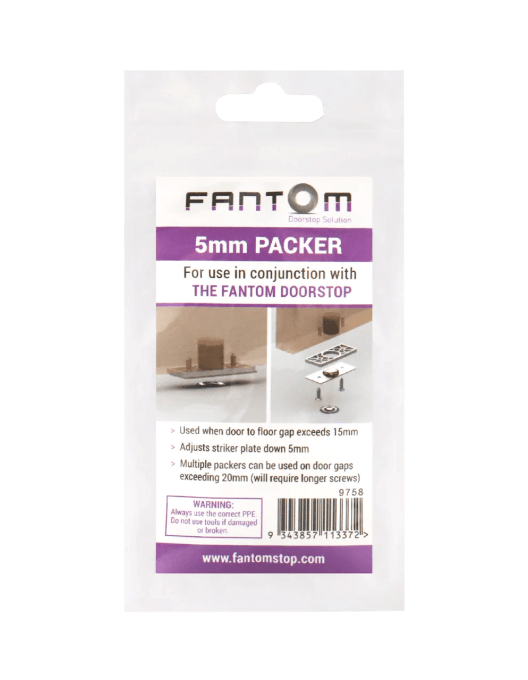 FANTOM
Doorstop Solution
5mm PACKER
For use in conjunction with
THE FANTOM DOORSTOP
> Used when door to floor gap exceeds 15mm
> Adjusts striker plate down 5mm
> Multiple packers can be used on door gaps
exceeding 20mm (will require longer screws)
WARNING:
Always use the correct PPE.
Do not use tools if damaged
or broken.
9758
9 343857 113372 >
www.fantomstop.com